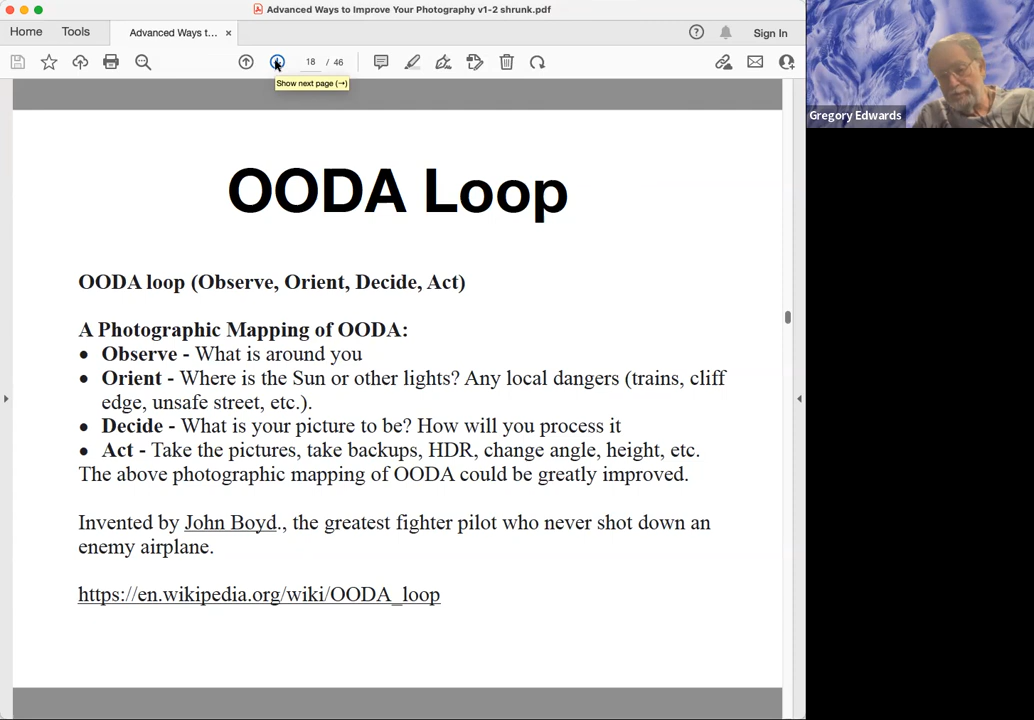 Advanced Ways to Improve Your Photography v1-2 shrunk.pdf
Home Tools Advanced Ways t... × Sign In
18 / 46
Show next page (→)
Gregory Edwards
OODA Loop
OODA loop (Observe, Orient, Decide, Act)
A Photographic Mapping of OODA:
● Observe - What is around you
● Orient - Where is the Sun or other lights? Any local dangers (trains, cliff
edge, unsafe street, etc.).
● Decide - What is your picture to be? How will you process it
● Act - Take the pictures, take backups, HDR, change angle, height, etc.
The above photographic mapping of OODA could be greatly improved.
Invented by John Boyd., the greatest fighter pilot who never shot down an
enemy airplane.
https://en.wikipedia.org/wiki/OODA_loop